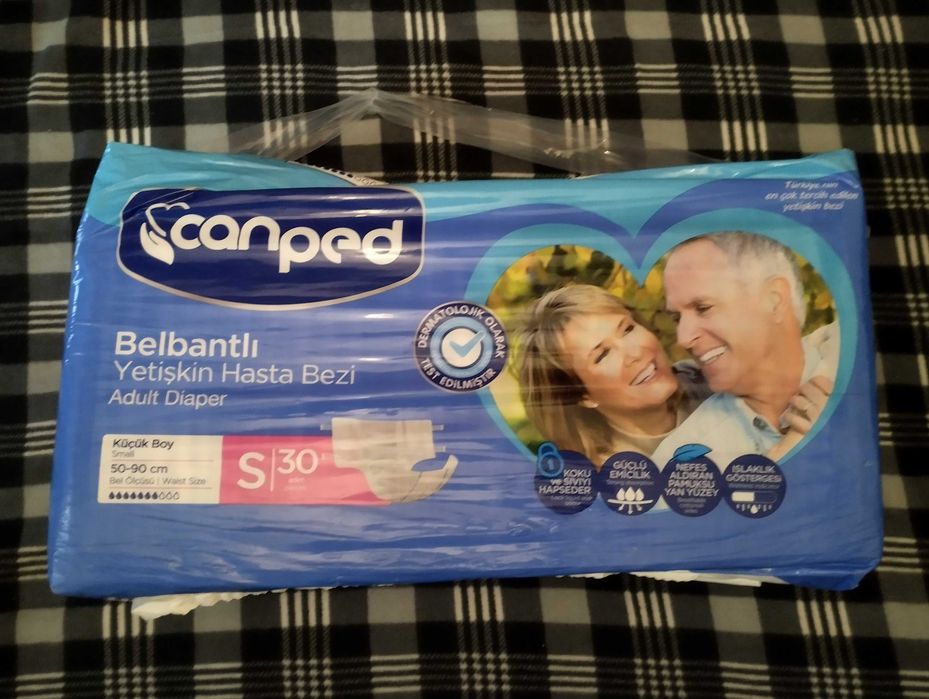 canped
Türkiye'nin
en çok tercih edilen
yetişkin bezi
DERMATOLOJİK OLARAK
TEST EDİLMİŞTİR
Belbantlı
Yetişkin Hasta Bezi
Adult Diaper
Küçük Boy
Small
50-90 cm
Bel Ölçüsü | Waist Size
S
30
adet
KOKU
ve SIVIYI
HAPSEDER
GÜÇLÜ
EMİCİLİK
NEFES
ALDIRAN
PAMUKSU
YAN YÜZEY
ISLAKLIK
GÖSTERGESİ